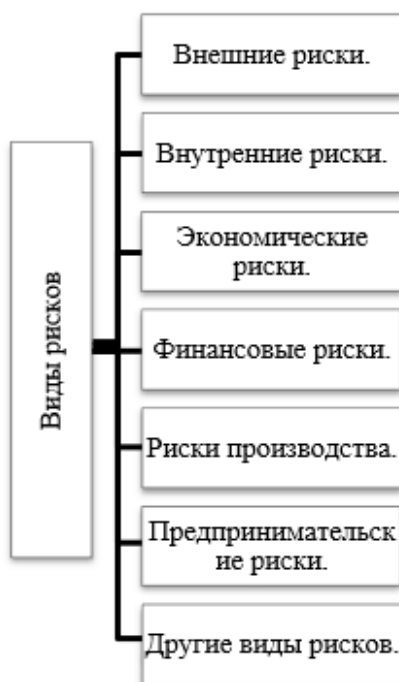 Виды рисков
Внешние риски.
Внутренние риски.
Экономические
риски.
Финансовые риски.
Риски производства.
Предпринимательск
ие риски.
Другие виды рисков.